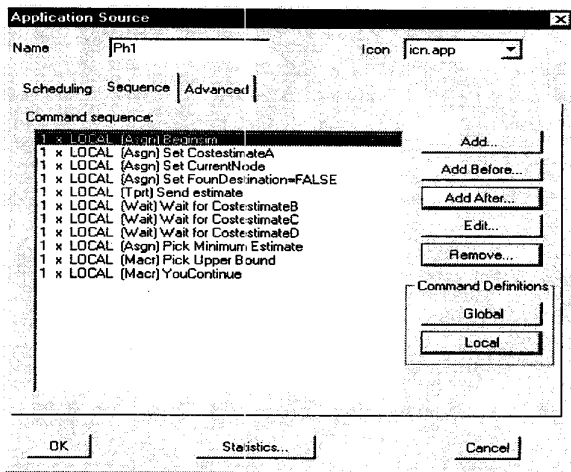 Application Source
Name Ph1 Icon icn.app
Scheduling Sequence Advanced
Command sequence:
1 x LOCAL (Asgn) Beginsim
1 x LOCAL (Asgn) Set CostestimateA
1 x LOCAL (Asgn) Set CurrentNode
1 x LOCAL (Asgn) Set FounDestination=FALSE
1 x LOCAL (Tprt) Send estimate
1 x LOCAL (Wait) Wait for CostestimateB
1 x LOCAL (Wait) Wait for CostestimateC
1 x LOCAL (Wait) Wait for CostestimateD
1 x LOCAL (Asgn) Pick Minimum Estimate
1 x LOCAL (Macr) Pick Upper Bound
1 x LOCAL (Macr) YouContinue
Add...
Add Before...
Add After...
Edit...
Remove...
Command Definitions
Global
Local
OK Statistics... Cancel